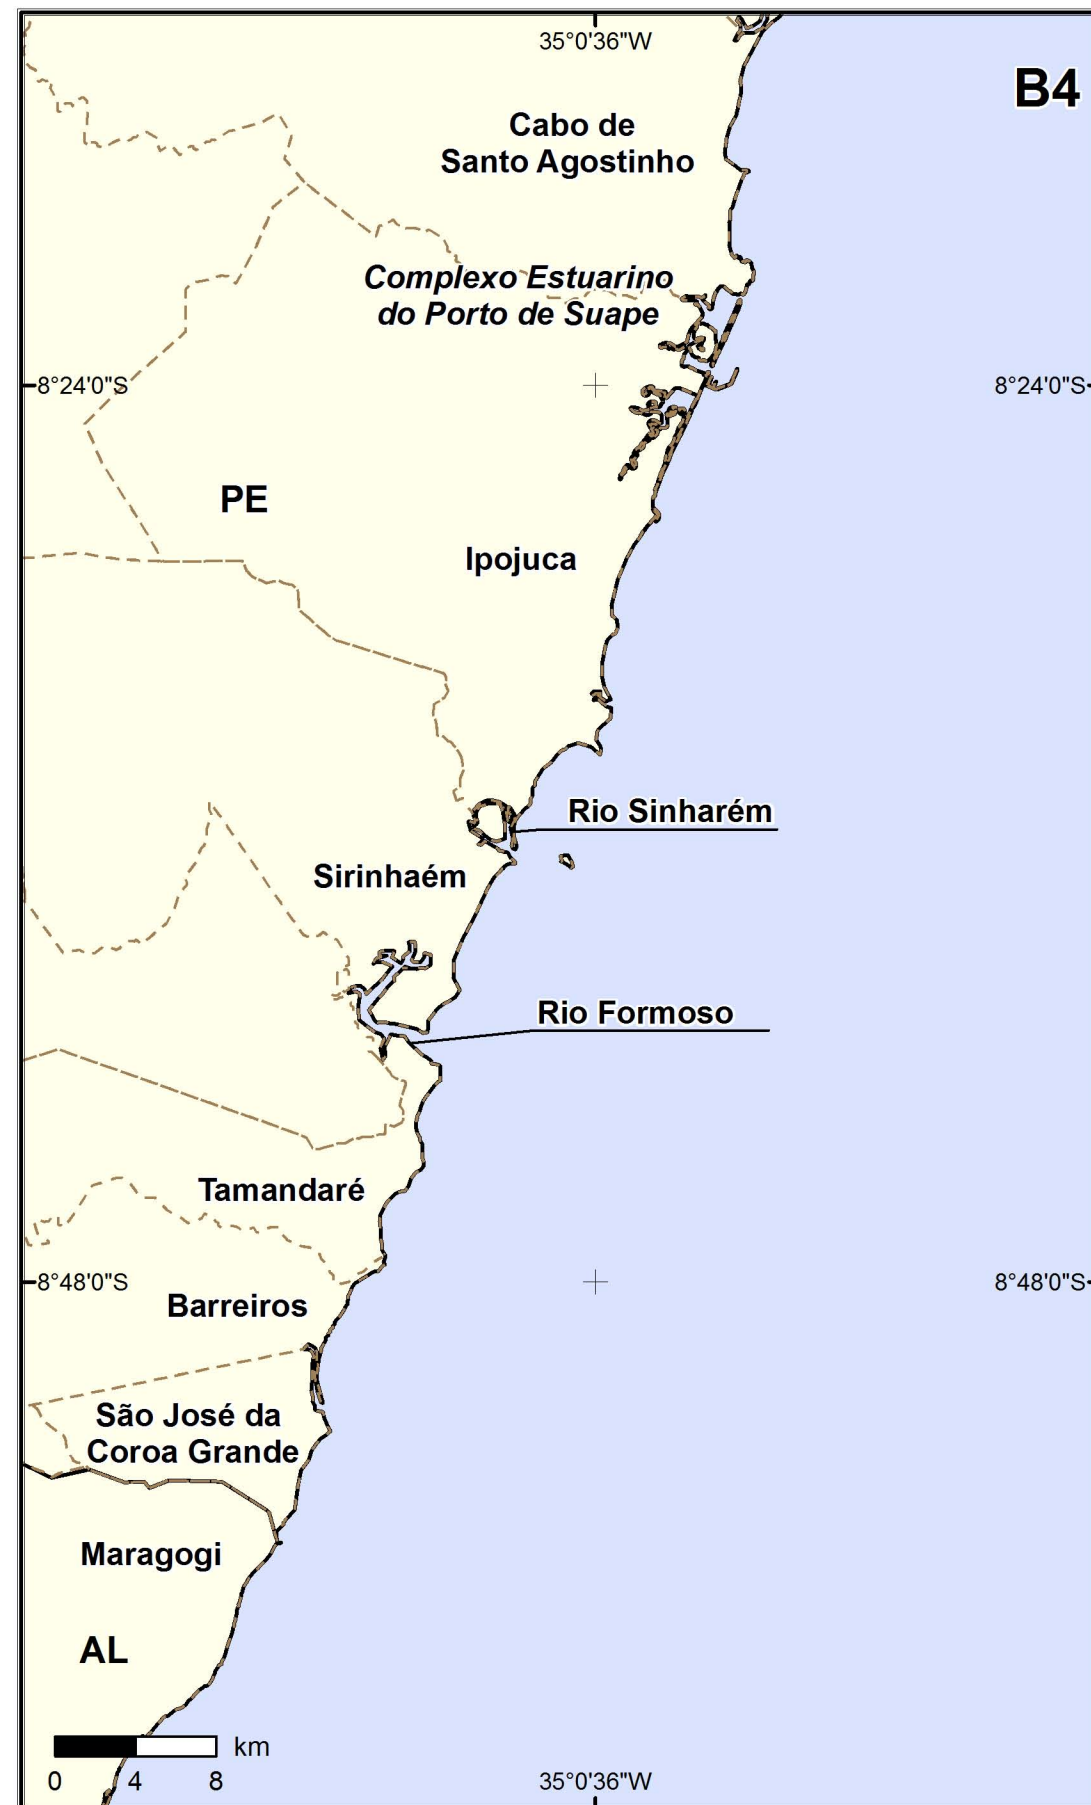 35°0'36"W
B4
Cabo de
Santo Agostinho
Complexo Estuarino
do Porto de Suape
8°24'0"S
8°24'0"S
PE
Ipojuca
Rio Sinharém
Sirinhaém
Rio Formoso
Tamandaré
8°48'0"S
8°48'0"S
Barreiros
São José da
Coroa Grande
Maragogi
AL
km
0 4 8
35°0'36"W